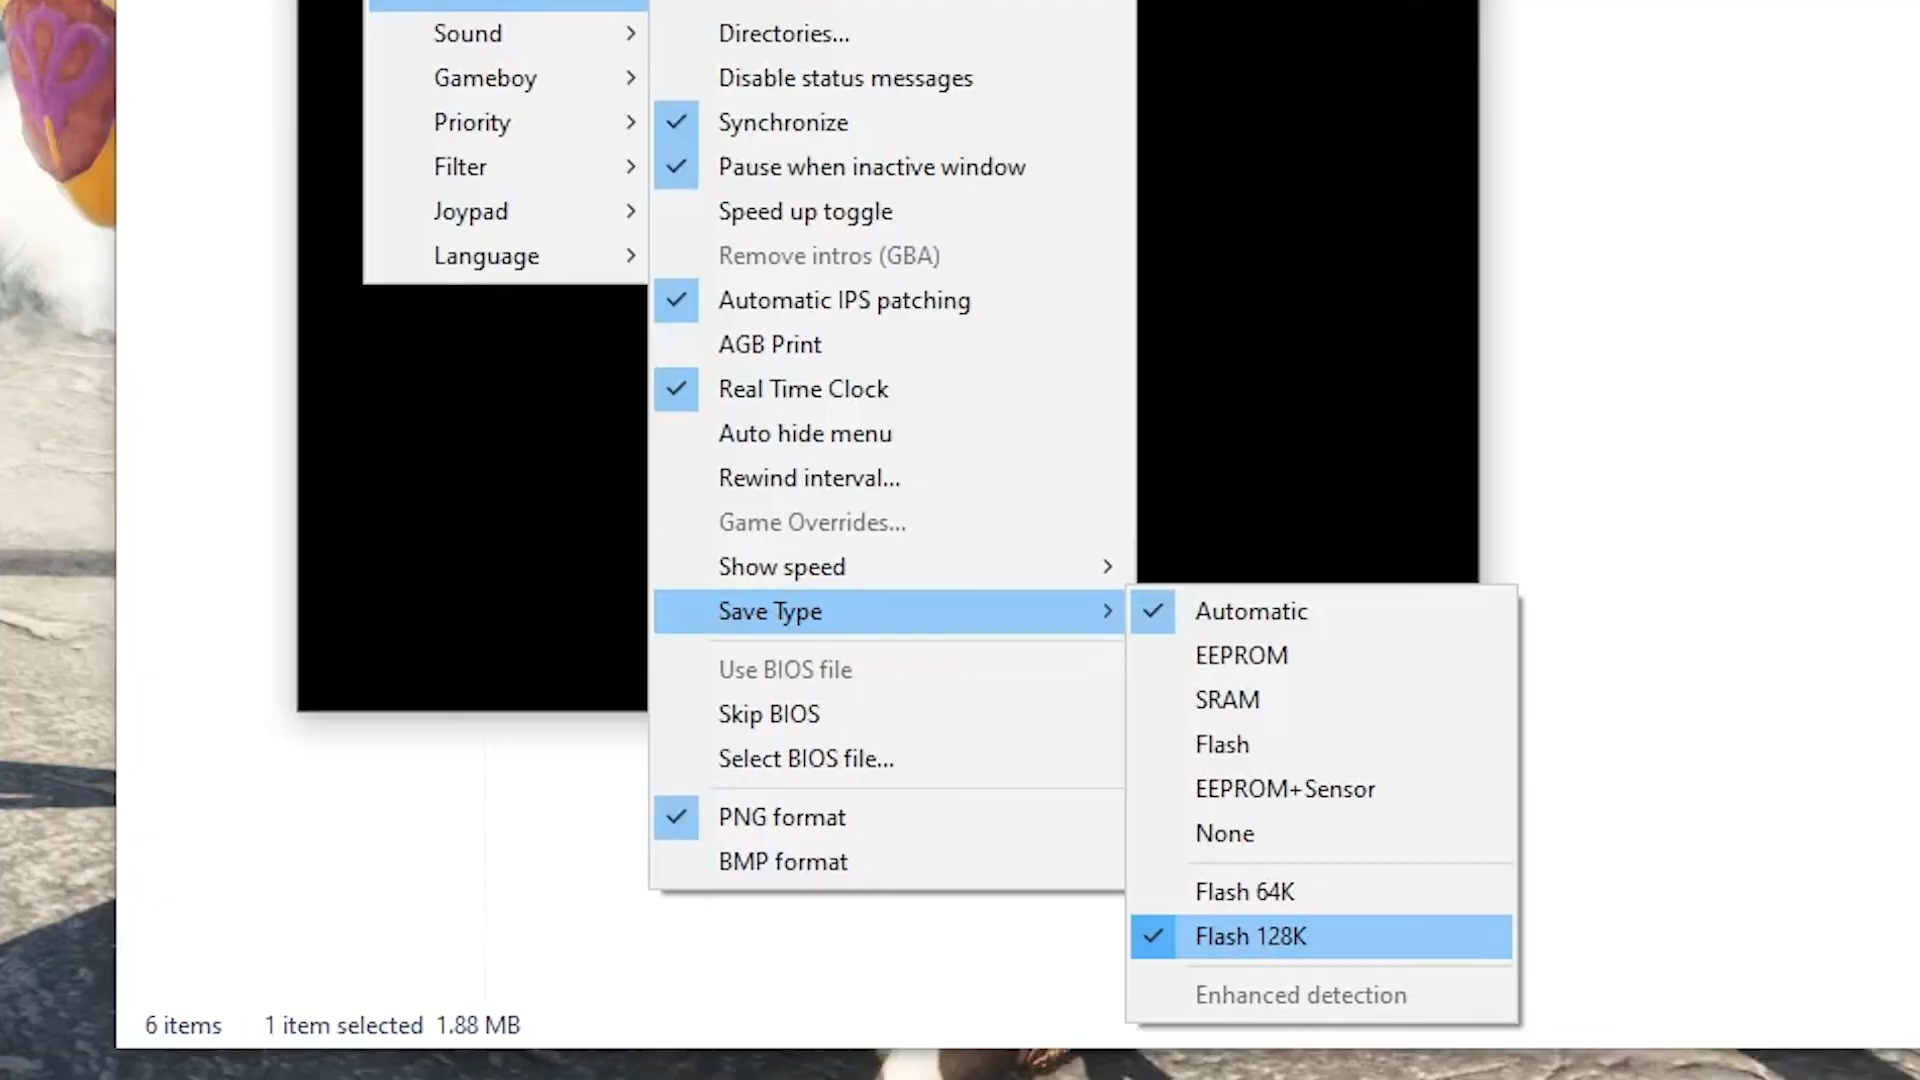 Sound
Gameboy
Priority
Filter
Joypad
Language
Directories...
Disable status messages
Synchronize
Pause when inactive window
Speed up toggle
Remove intros (GBA)
Automatic IPS patching
AGB Print
Real Time Clock
Auto hide menu
Rewind interval...
Game Overrides...
Show speed
Save Type
Use BIOS file
Skip BIOS
Select BIOS file...
PNG format
BMP format
Automatic
EEPROM
SRAM
Flash
EEPROM+Sensor
None
Flash 64K
Flash 128K
Enhanced detection
6 items 1 item selected 1.88 MB